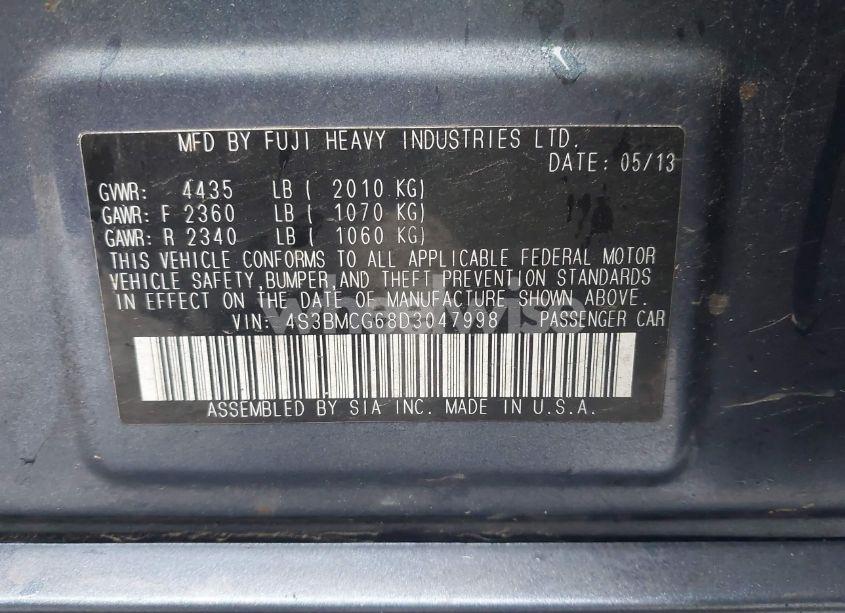 MFD BY FUJI HEAVY INDUSTRIES LTD.
DATE: 05/13
GVWR: 4435 LB ( 2010 KG)
GAWR: F 2360 LB ( 1070 KG)
GAWR: R 2340 LB ( 1060 KG)
THIS VEHICLE CONFORMS TO ALL APPLICABLE FEDERAL MOTOR
VEHICLE SAFETY,BUMPER,AND THEFT PREVENTION STANDARDS
IN EFFECT ON THE DATE OF MANUFACTURE SHOWN ABOVE.
VIN: 4S3BMCG68D3047998 PASSENGER CAR
ASSEMBLED BY SIA INC. MADE IN U.S.A.